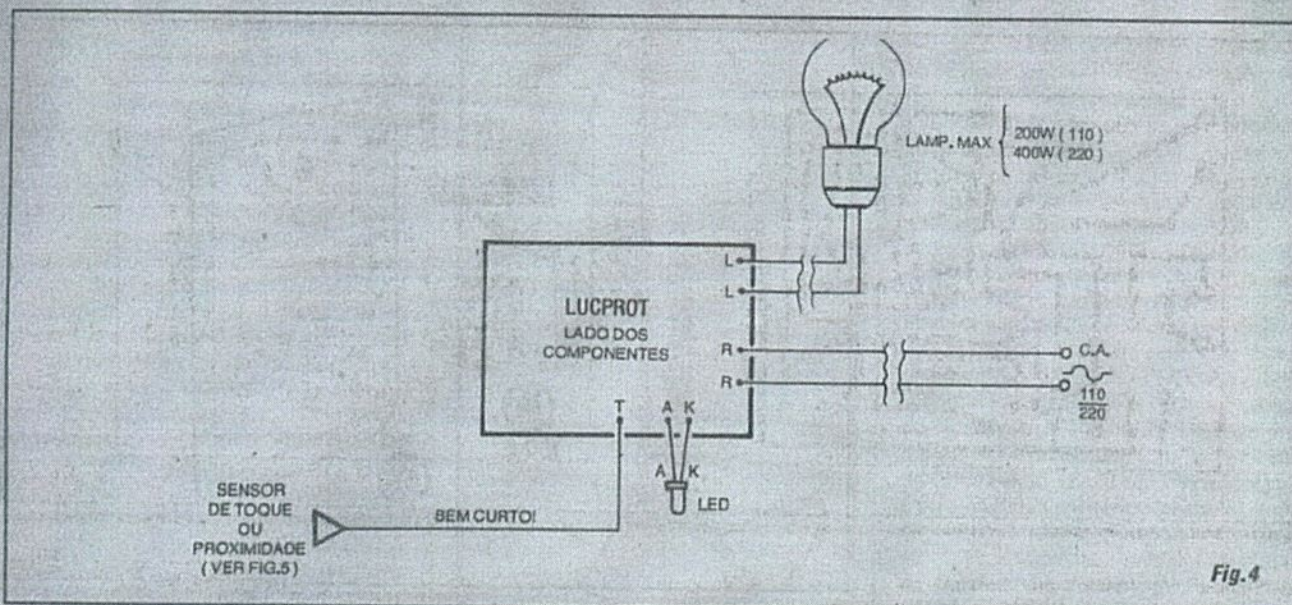 LAMP. MAX { 200W ( 110 )
400W ( 220 )
L
L
LUCPROT
LADO DOS
COMPONENTES
R
R
C.A.
110
220
T
A K
A K
LED
SENSOR
DE TOQUE
OU
PROXIMIDADE
( VER FIG.5 )
BEM CURTO!
Fig.4